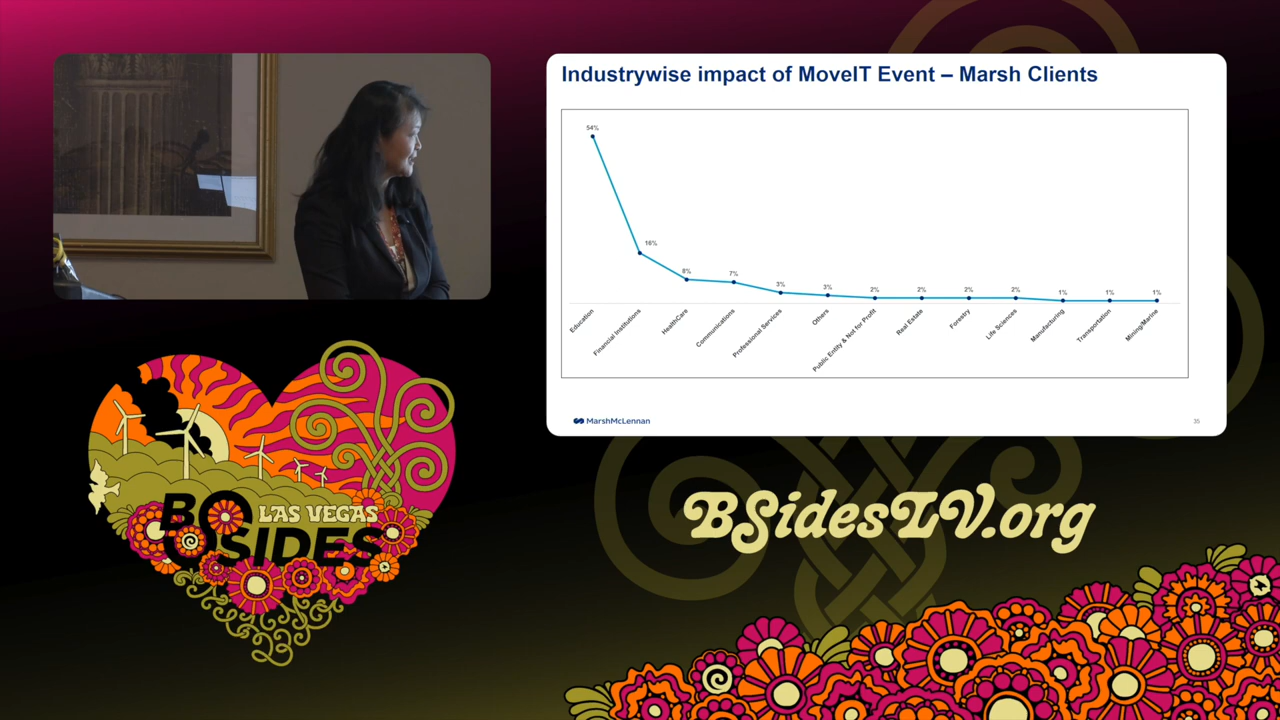 Industrywise impact of MoveIT Event – Marsh Clients
54%
16%
8%
7%
3%
3%
2%
2%
2%
2%
1%
1%
1%
Education
Financial Institutions
HealthCare
Communications
Professional Services
Others
Public Entity & Not for Profit
Real Estate
Forestry
Life Sciences
Manufacturing
Transportation
Mining/Marine
MarshMcLennan
35
BSIDES
LAS VEGAS
BSidesLV.org